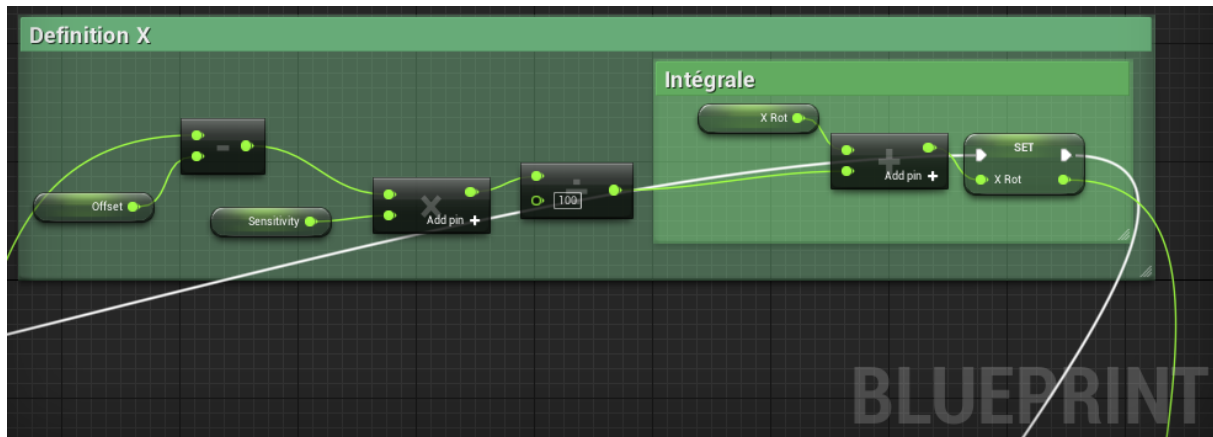 Definition X
Intégrale
X Rot
-
+
SET
Add pin +
X Rot
÷
100
Offset
×
Sensitivity
Add pin +
BLUEPRINT